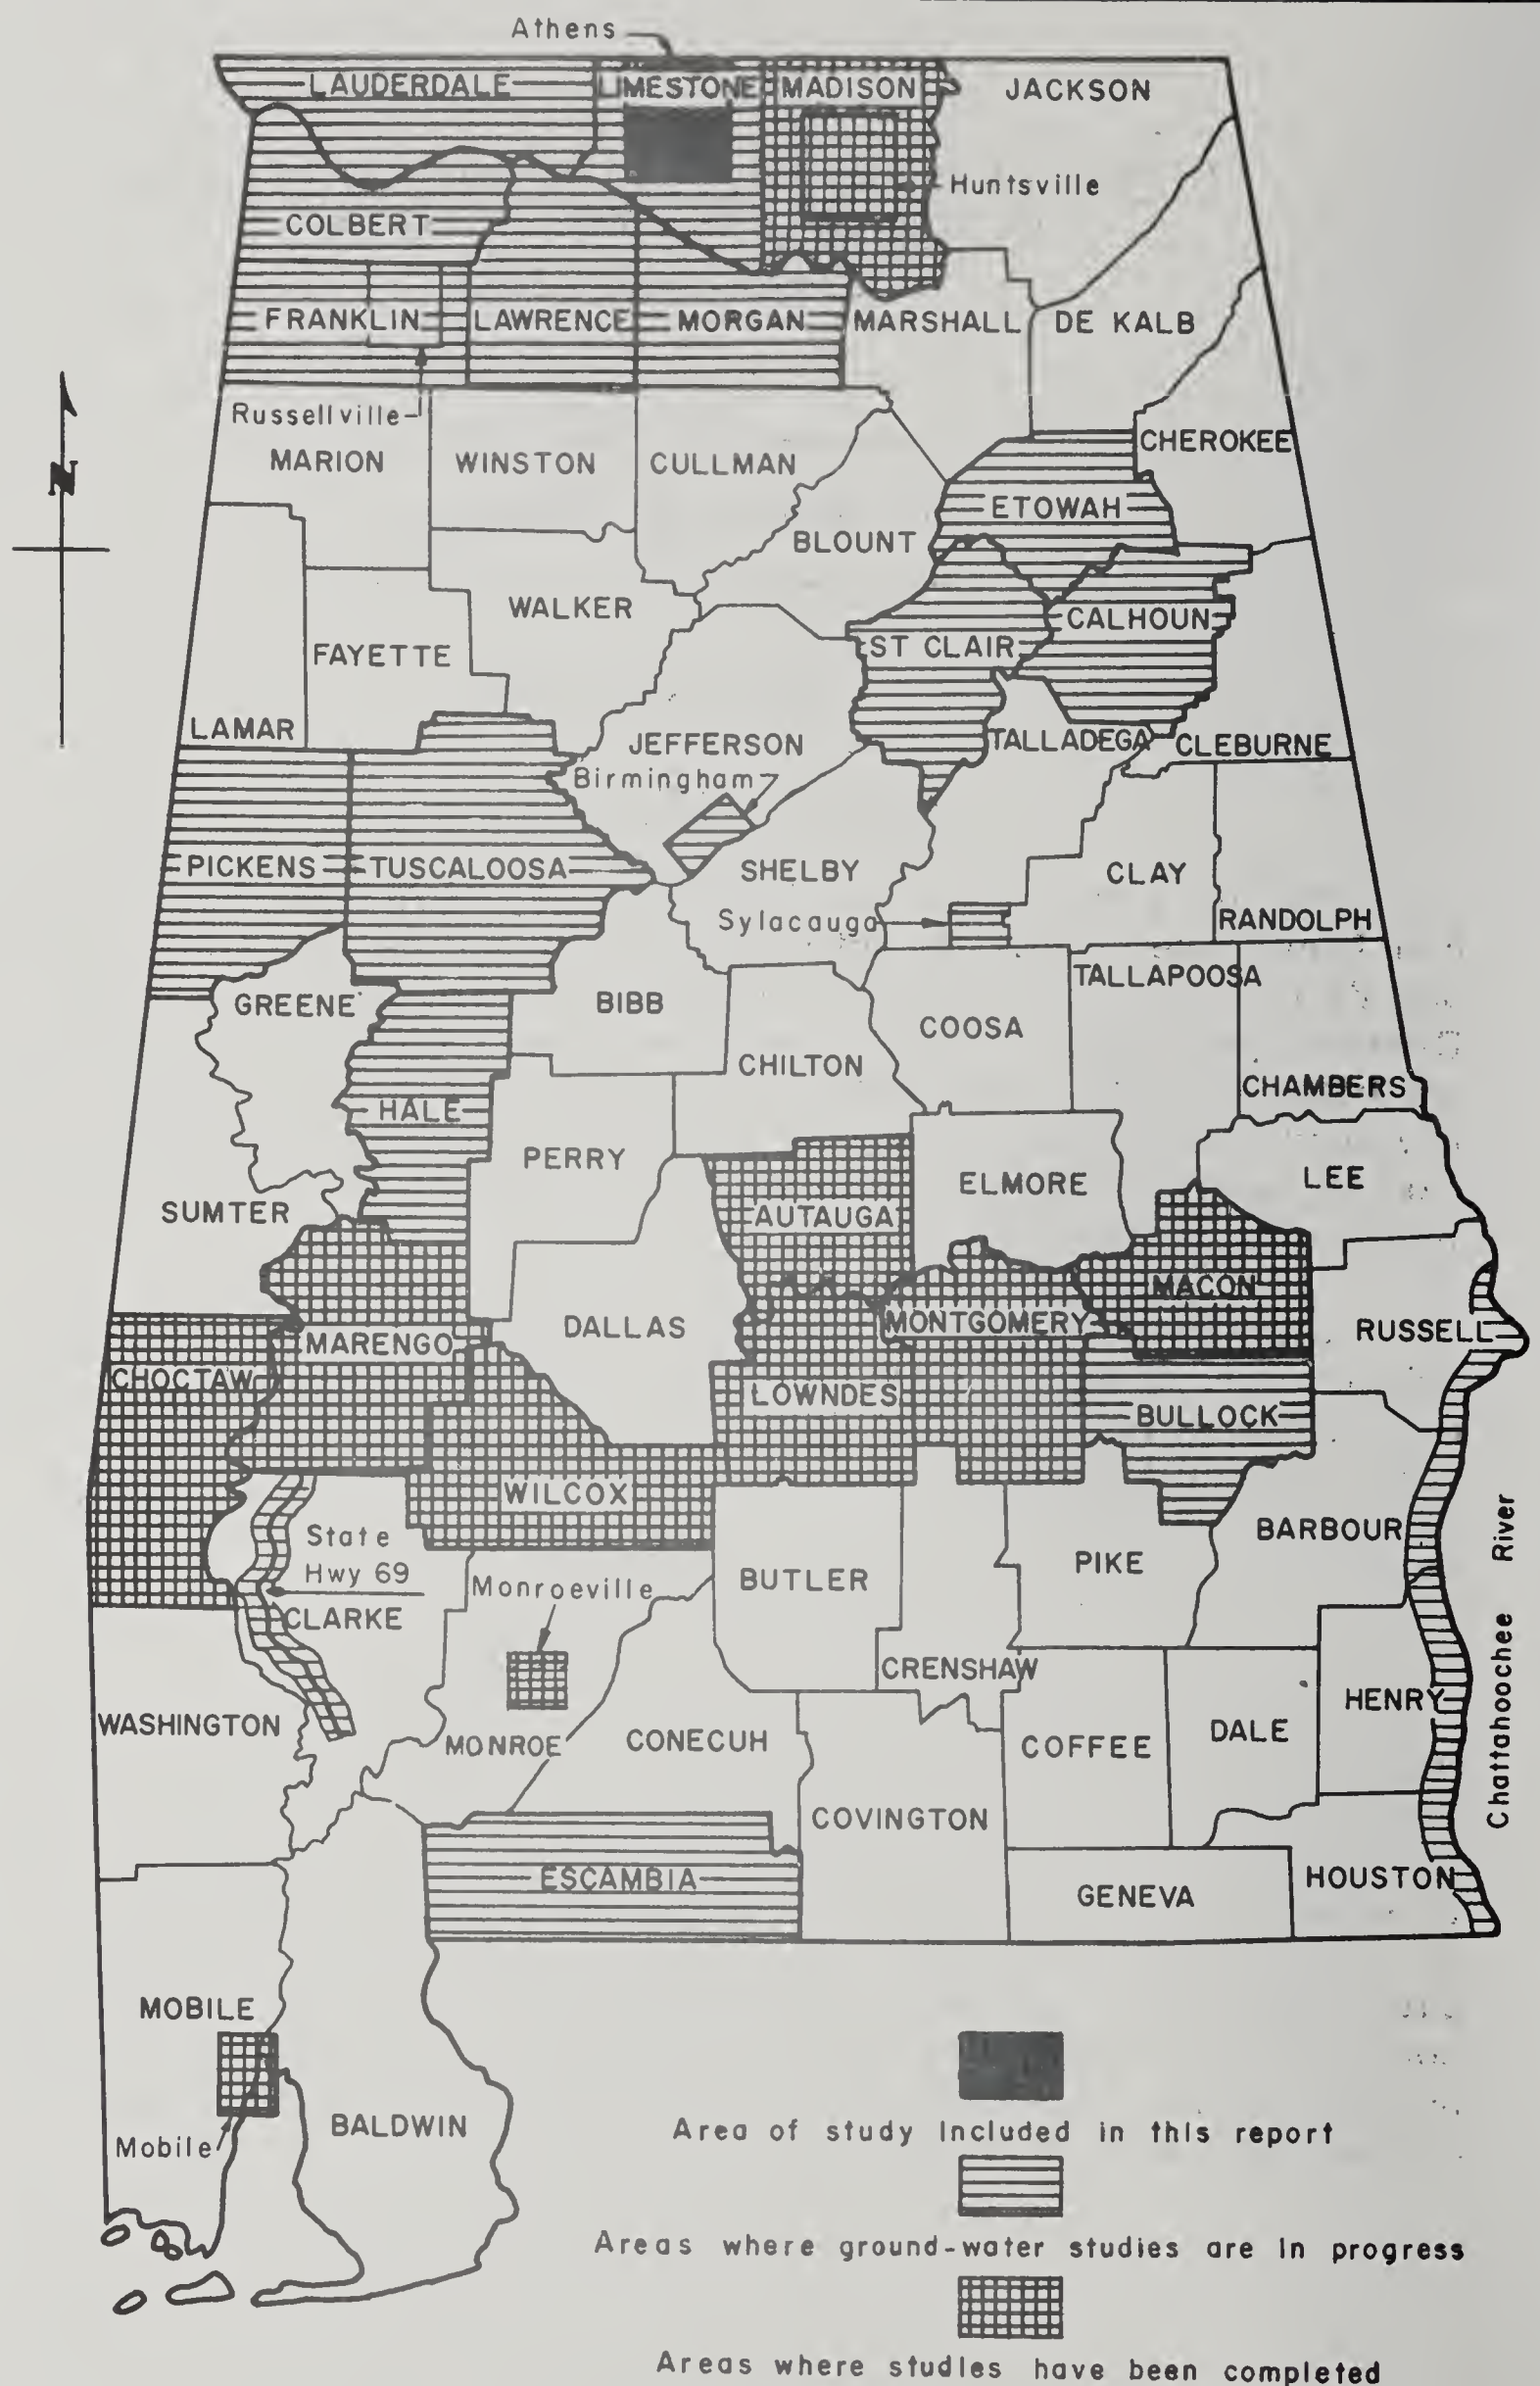 Athens
LAUDERDALE
LIMESTONE
MADISON
JACKSON
Huntsville
COLBERT
FRANKLIN
LAWRENCE
MORGAN
MARSHALL
DE KALB
Russellville
N
MARION
WINSTON
CULLMAN
CHEROKEE
ETOWAH
BLOUNT
WALKER
CALHOUN
ST CLAIR
FAYETTE
LAMAR
JEFFERSON
TALLADEGA
CLEBURNE
Birmingham
PICKENS
TUSCALOOSA
SHELBY
CLAY
Sylacauga
RANDOLPH
TALLAPOOSA
GREENE
BIBB
COOSA
CHILTON
CHAMBERS
HALE
PERRY
ELMORE
LEE
SUMTER
AUTAUGA
MACON
MONTGOMERY
DALLAS
RUSSELL
MARENGO
CHOCTAW
LOWNDES
BULLOCK
WILCOX
State
Hwy 69
BARBOUR
Chattahoochee River
PIKE
Monroeville
BUTLER
CLARKE
CRENSHAW
HENRY
WASHINGTON
MONROE
CONECUH
COFFEE
DALE
COVINGTON
ESCAMBIA
GENEVA
HOUSTON
MOBILE
BALDWIN
Mobile
Area of study included in this report
Areas where ground-water studies are in progress
Areas where studies have been completed